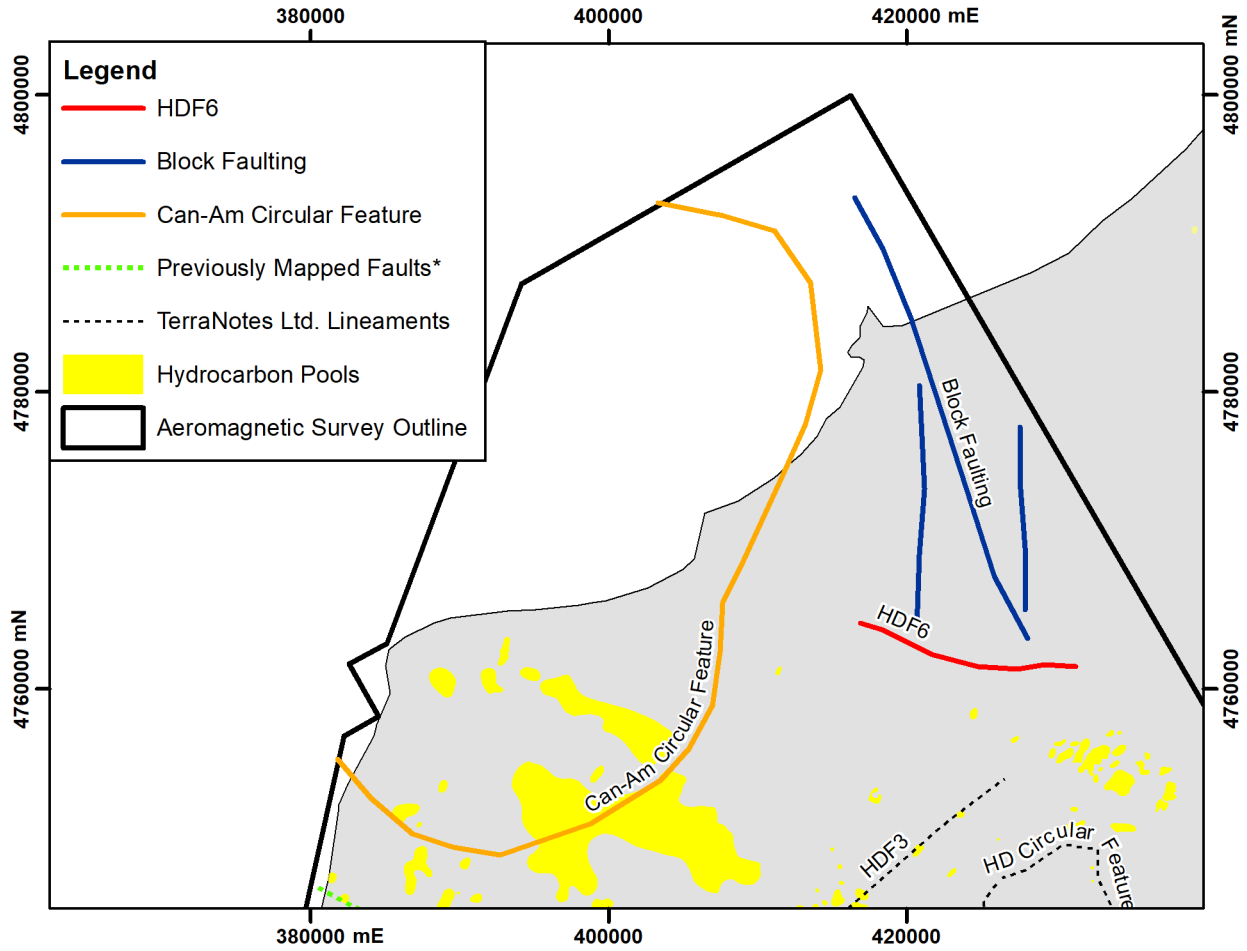 380000
400000
420000 mE
4800000 mN
4800000
Legend
HDF6
Block Faulting
Can-Am Circular Feature
Previously Mapped Faults*
TerraNotes Ltd. Lineaments
Hydrocarbon Pools
Aeromagnetic Survey Outline
4780000
4780000
Block Faulting
HDF6
Can-Am Circular Feature
4760000 mN
4760000
HDF3
HD Circular Feature
380000 mE
400000
420000